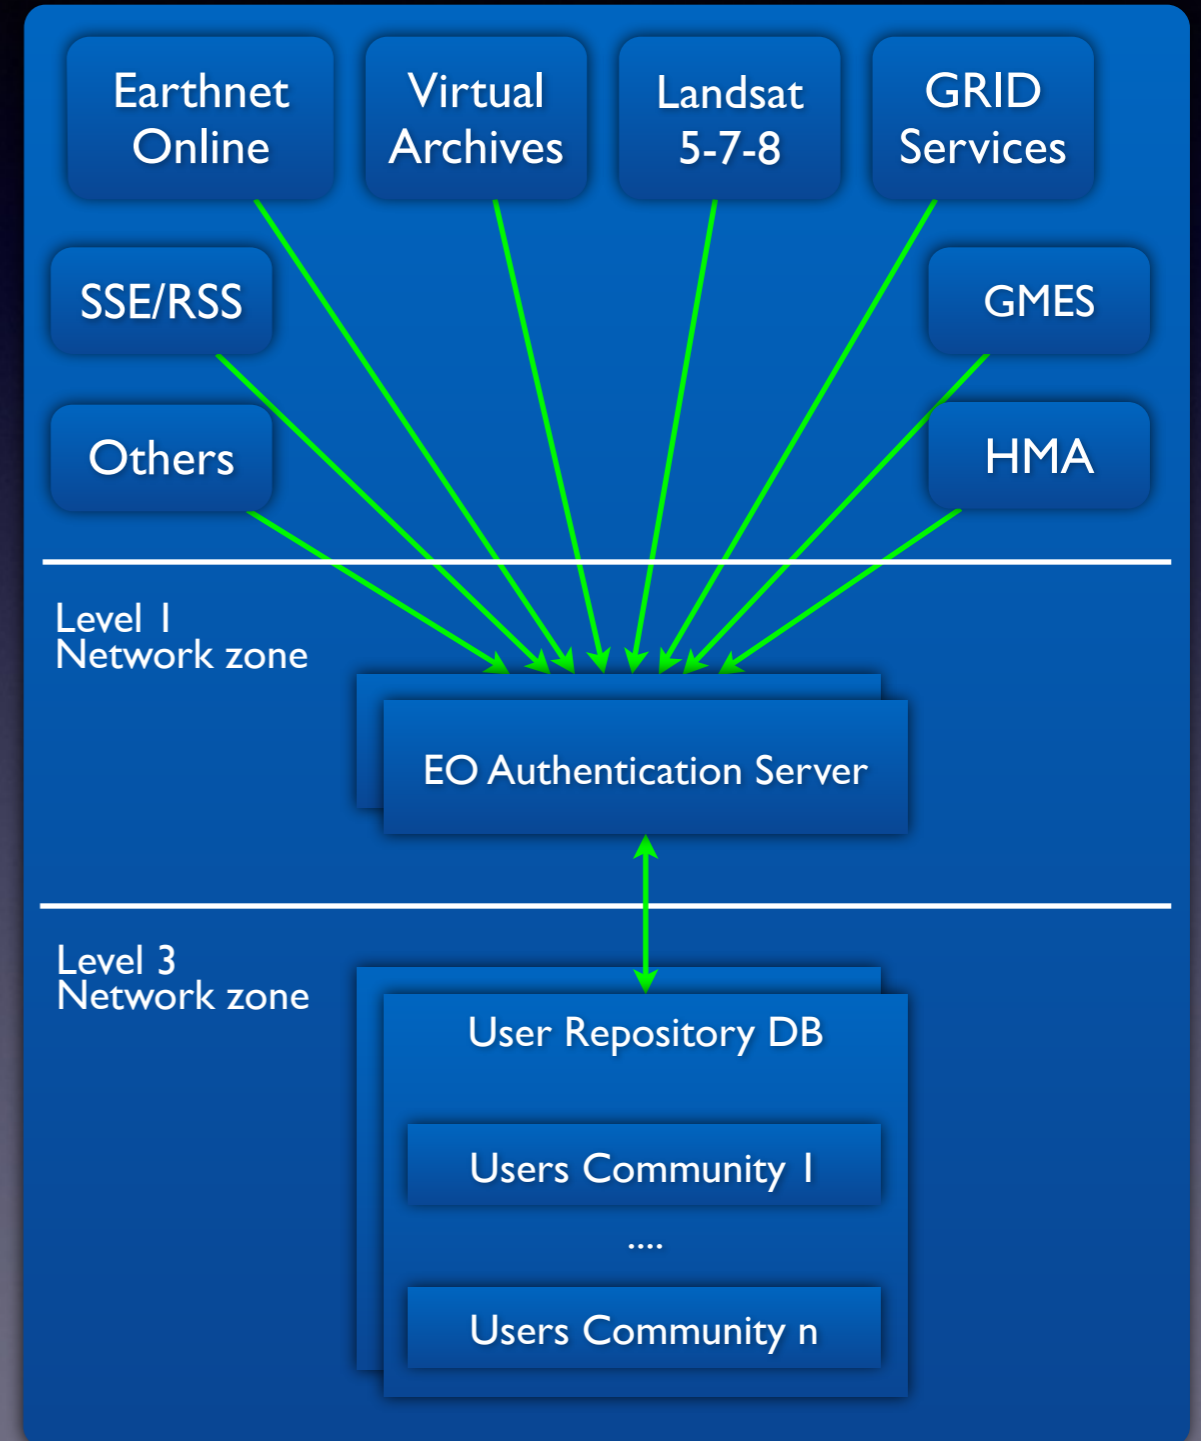 Earthnet
Online
Virtual
Archives
Landsat
5-7-8
GRID
Services
SSE/RSS
GMES
Others
HMA
Level 1
Network zone
EO Authentication Server
Level 3
Network zone
User Repository DB
Users Community 1
....
Users Community n